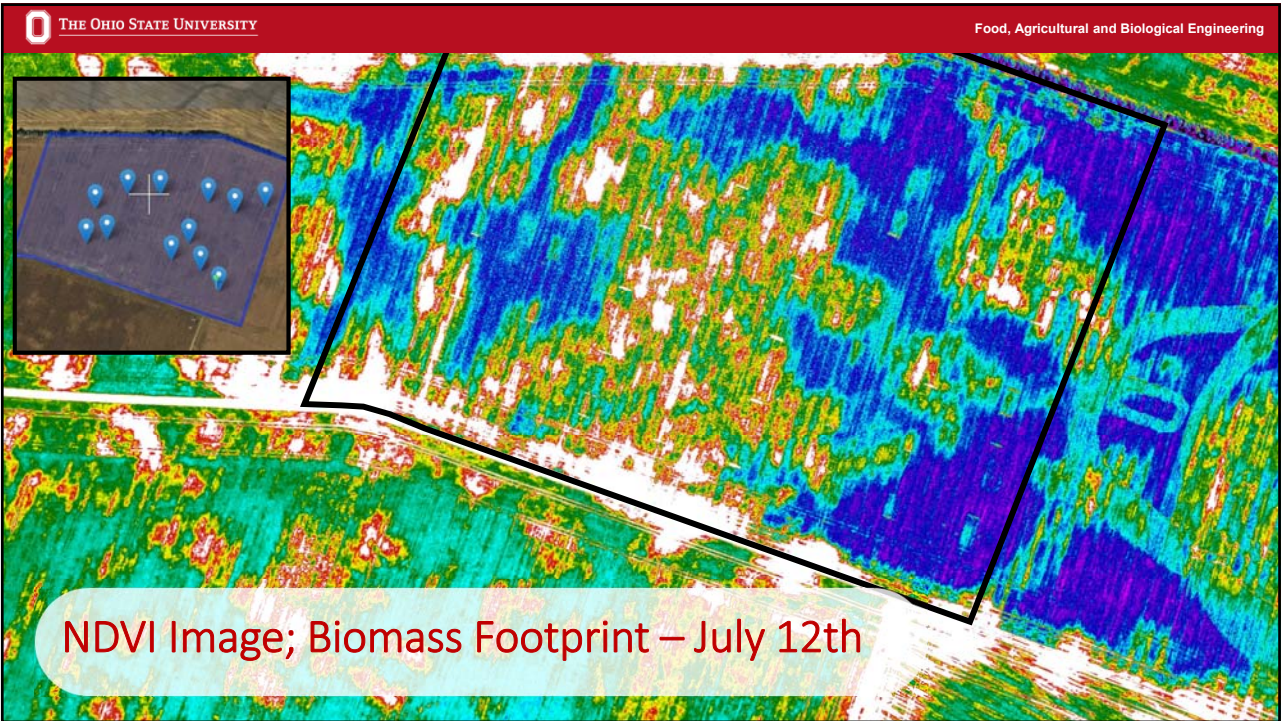 THE OHIO STATE UNIVERSITY
Food, Agricultural and Biological Engineering
NDVI Image; Biomass Footprint – July 12th